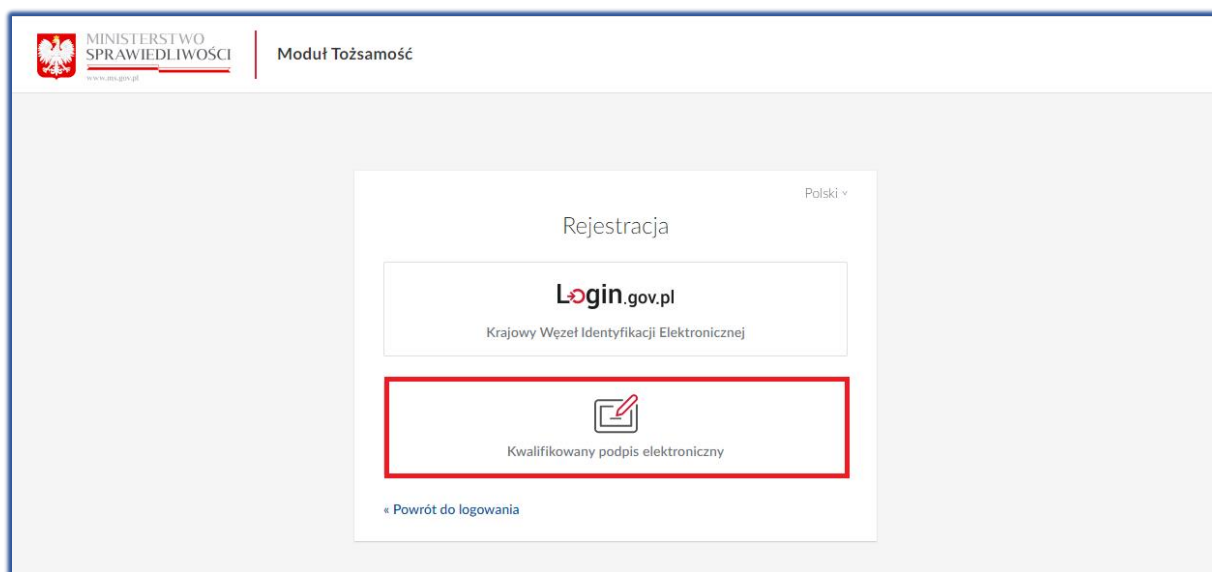 MINISTERSTWO
SPRAWIEDLIWOŚCI
www.ms.gov.pl
Moduł Tożsamość
Polski
Rejestracja
Login.gov.pl
Krajowy Węzeł Identyfikacji Elektronicznej
Kwalifikowany podpis elektroniczny
« Powrót do logowania